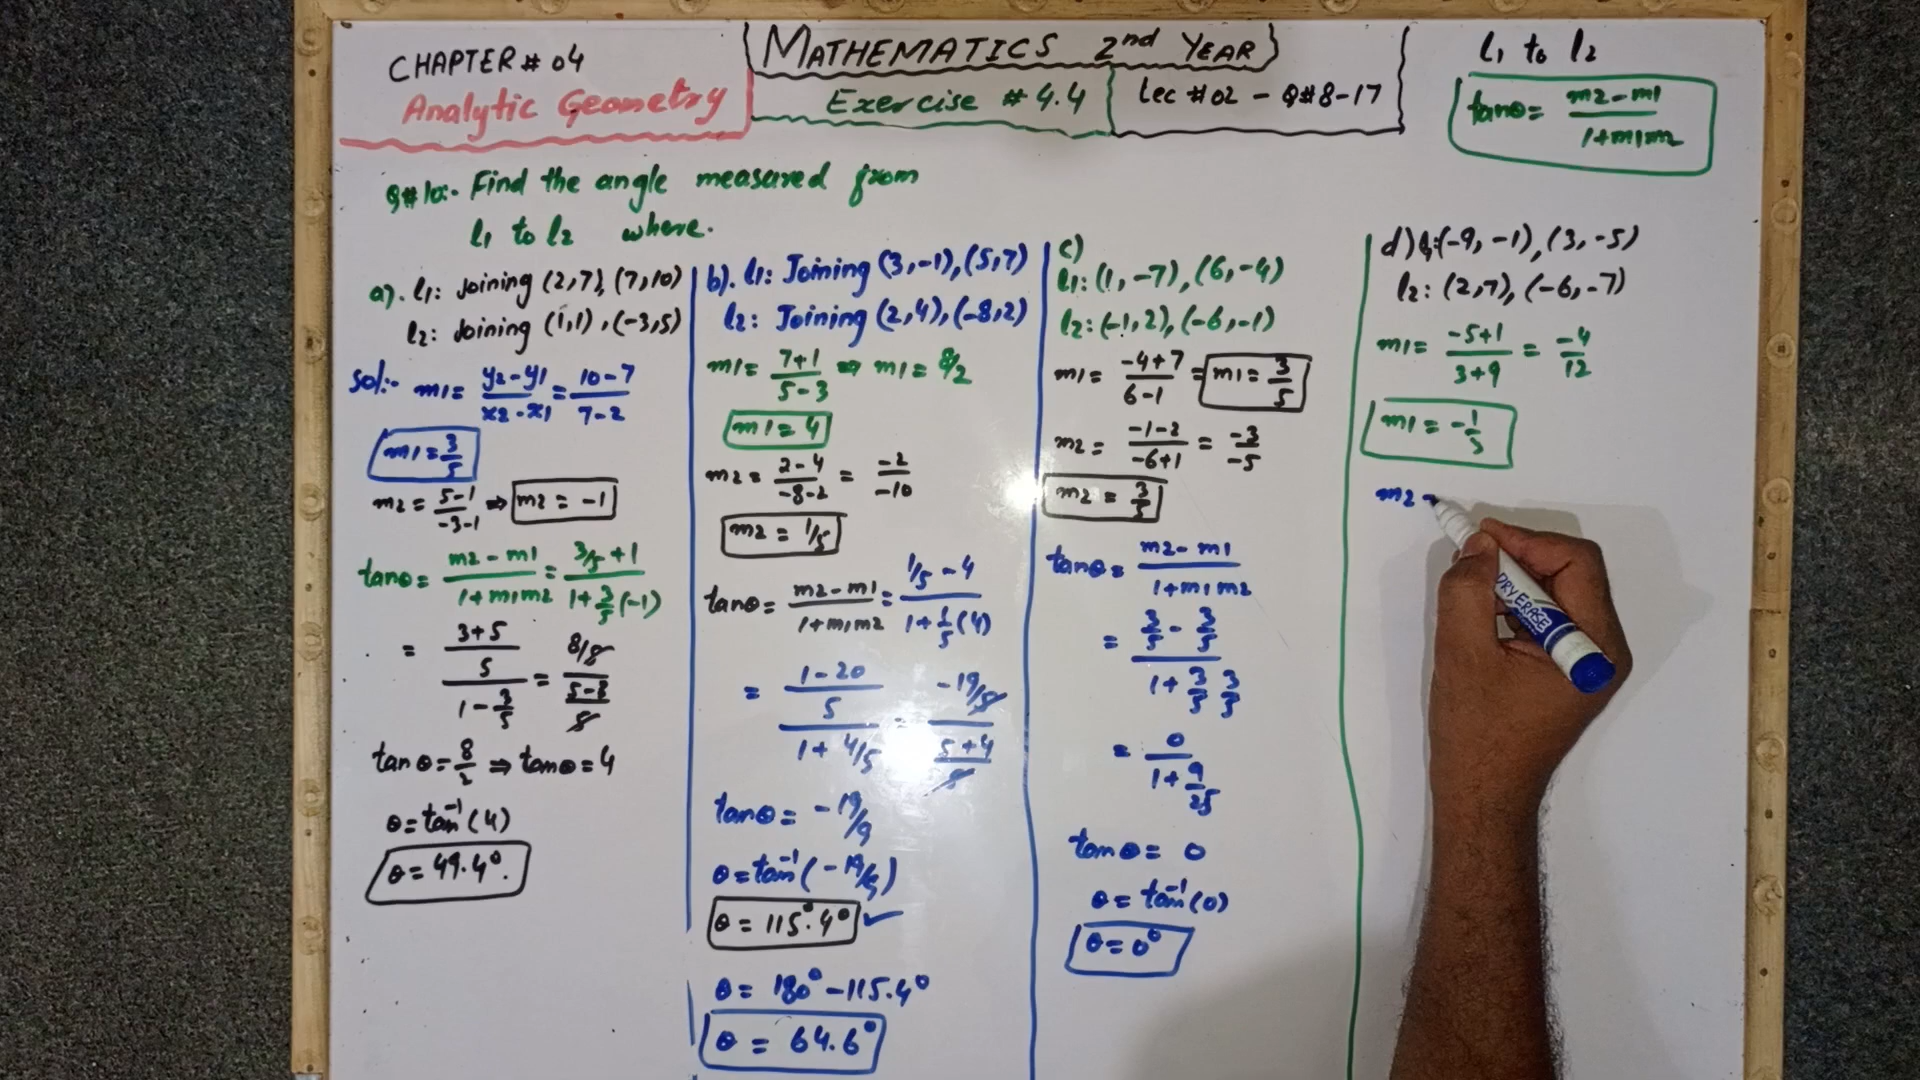 CHAPTER # 04
Analytic Geometry
MATHEMATICS 2nd YEAR
Exercise # 4.4
Lec # 02 - Q#8-17
l1 to l2
tanθ = m2-m1 / 1+m1m2
Q#10:- Find the angle measured from
l1 to l2 where.
a). l1: Joining (2,7), (7,10)
l2: Joining (1,1), (-3,5)
Sol:- m1 = y2-y1 / x2-x1 = 10-7 / 7-2
m1 = 3/5
m2 = 5-1 / -3-1 ⇒ m2 = -1
tanθ = m2-m1 / 1+m1m2 = 3/5+1 / 1+3/5(-1)
= 3+5/5 / 1-3/5 = 8/5 / 5-3/5
tanθ = 8/2 ⇒ tanθ = 4
θ = tan⁻¹(4)
θ = 49.4°.
b). l1: Joining (3,-1), (5,7)
l2: Joining (2,4), (-8,2)
m1 = 7+1 / 5-3 ⇒ m1 = 8/2
m1 = 4
m2 = 2-4 / -8-2 = -2 / -10
m2 = 1/5
tanθ = m2-m1 / 1+m1m2 = 1/5-4 / 1+1/5(4)
= 1-20/5 / 1+4/5 = -19/5 / 5+4/5
tanθ = -19/9
θ = tan⁻¹(-19/9)
θ = 115°.4° ✓
θ = 180° - 115.4°
θ = 64.6°
c)
l1: (1,-7), (6,-4)
l2: (-1,2), (-6,-1)
m1 = -4+7 / 6-1 = m1 = 3/5
m2 = -1-2 / -6+1 = -3 / -5
m2 = 3/5
tanθ = m2-m1 / 1+m1m2
= 3/5 - 3/5 / 1+3/5 3/5
= 0 / 1+9/25
tanθ = 0
θ = tan⁻¹(0)
θ = 0°
d) l1: (-9,-1), (3,-5)
l2: (2,7), (-6,-7)
m1 = -5+1 / 3+9 = -4 / 12
m1 = -1/3
m2 =
DRY ERASE